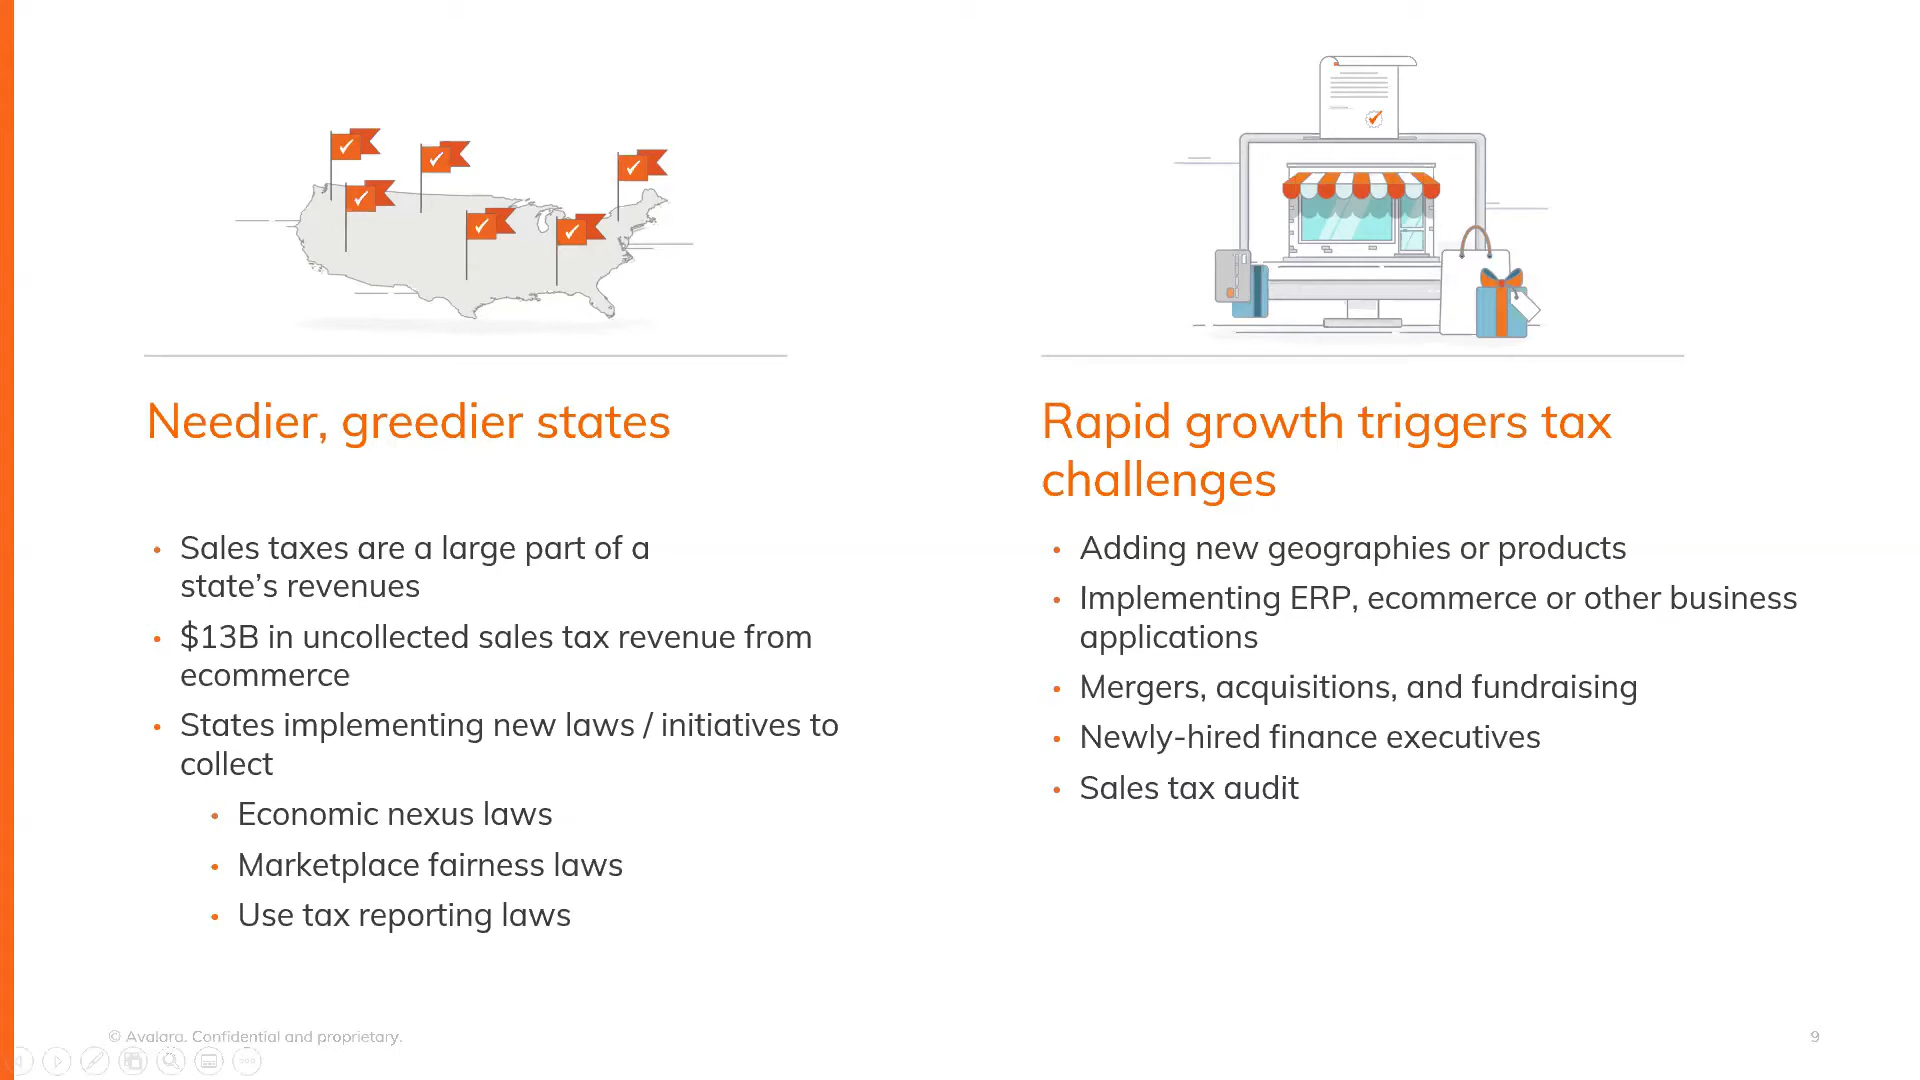 Needier, greedier states
• Sales taxes are a large part of a
state’s revenues
• $13B in uncollected sales tax revenue from
ecommerce
• States implementing new laws / initiatives to
collect
• Economic nexus laws
• Marketplace fairness laws
• Use tax reporting laws
Rapid growth triggers tax
challenges
• Adding new geographies or products
• Implementing ERP, ecommerce or other business
applications
• Mergers, acquisitions, and fundraising
• Newly-hired finance executives
• Sales tax audit
© Avalara. Confidential and proprietary.
9